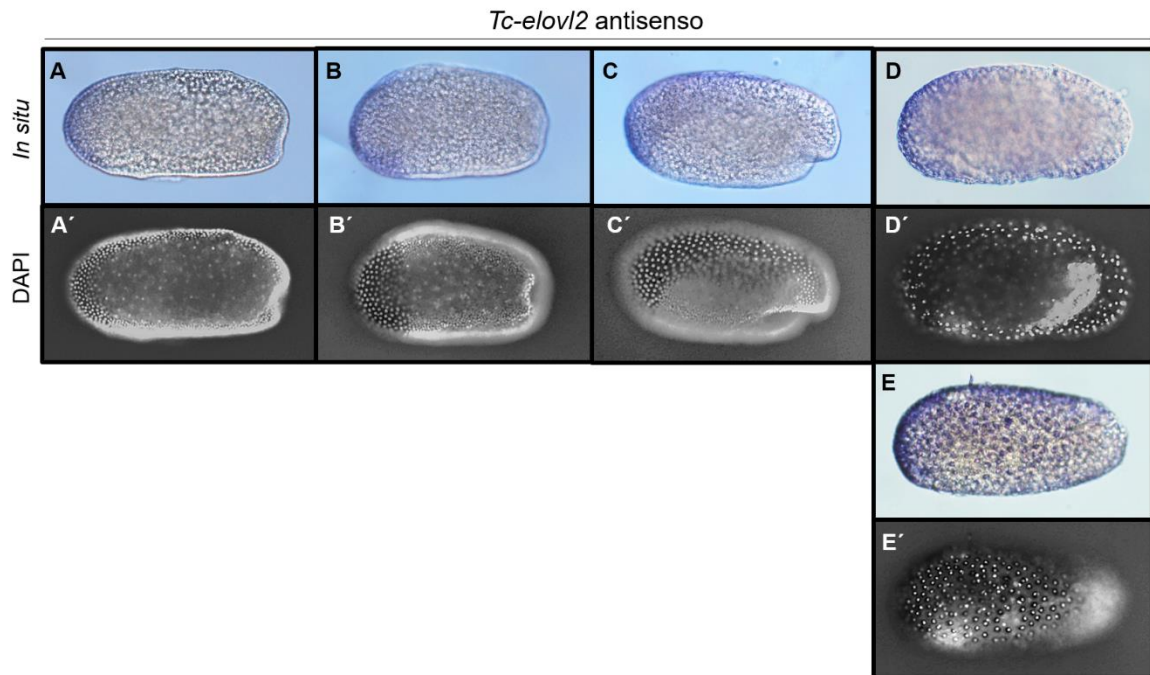 Tc-elovl2 antisenso
In situ
A
B
C
D
DAPI
A´
B´
C´
D´
E
E´